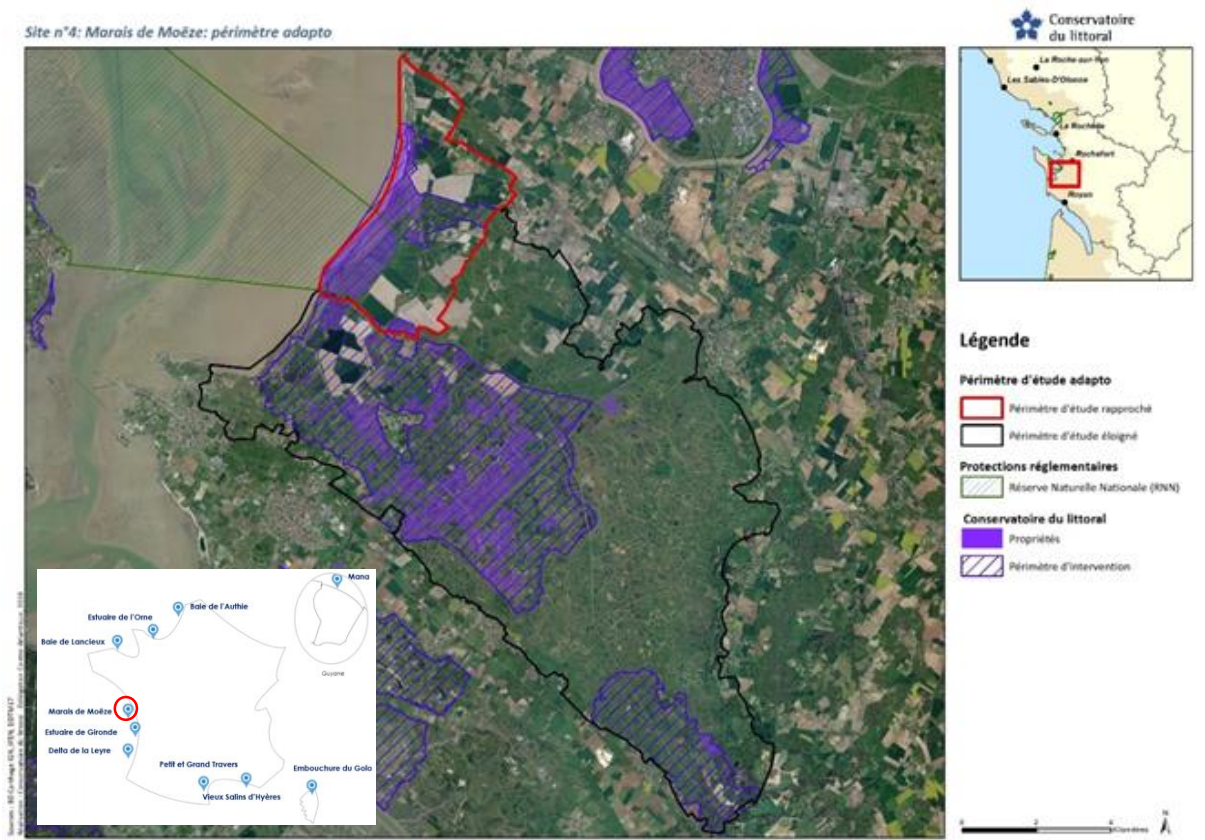 Site n°4: Marais de Moëze: périmètre adapto
Conservatoire
du littoral
La Roche-sur-Yon
Les Sables-D'Olonne
La Rochelle
Rochefort
Royan
Légende
Périmètre d'étude adapto
Périmètre d'étude rapproché
Périmètre d'étude éloigné
Protections réglementaires
Réserve Naturelle Nationale (RNN)
Conservatoire du littoral
Propriétés
Périmètre d'intervention
Mana
Guyane
Baie de l'Authie
Estuaire de l'Orne
Baie de Lancieux
Marais de Moëze
Estuaire de Gironde
Delta de la Leyre
Petit et Grand Travers
Embouchure du Golo
Vieux Salins d'Hyères
0 2 4
Kilomètres
N